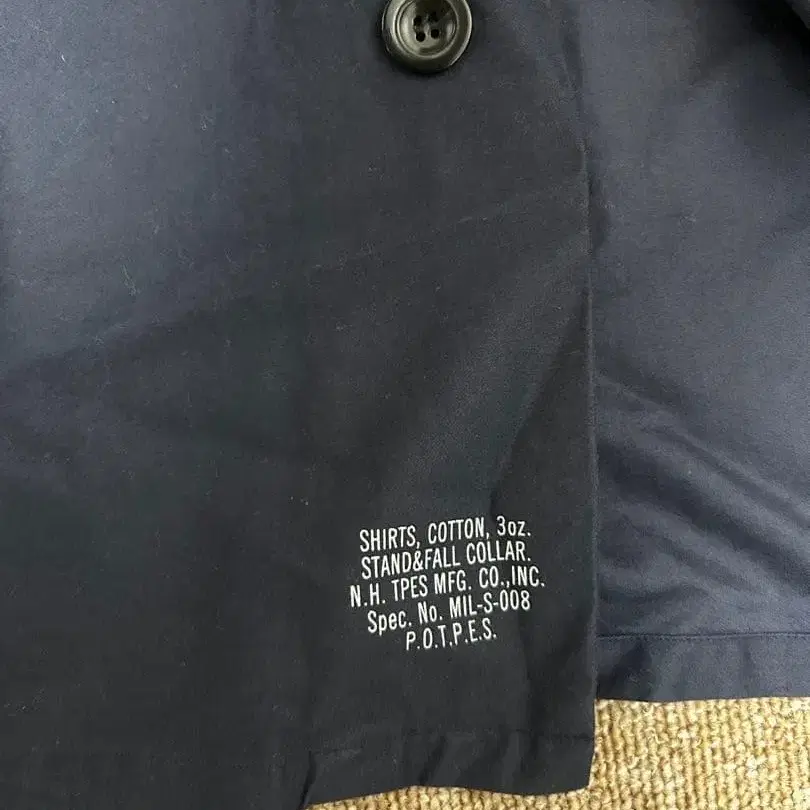 SHIRTS, COTTON, 3oz.
STAND&FALL COLLAR.
N.H. TPES MFG. CO.,INC.
Spec. No. MIL-S-008
P.O.T.P.E.S.